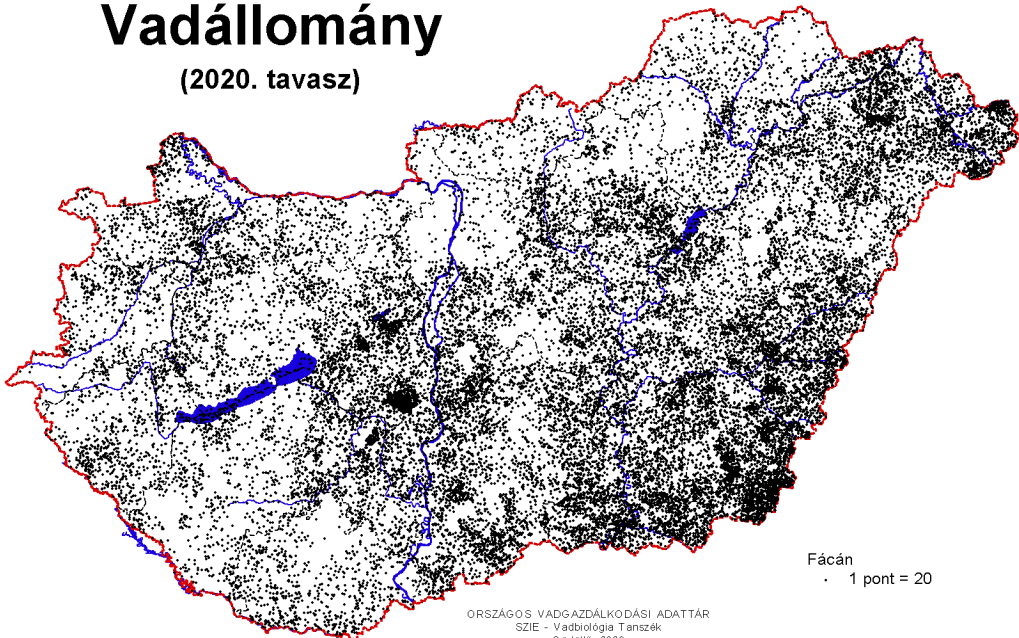 Vadállomány
(2020. tavasz)
Fácán
1 pont = 20
ORSZÁGOS VADGAZDÁLKODÁSI ADATTÁR
SZIE - Vadbiológia Tanszék